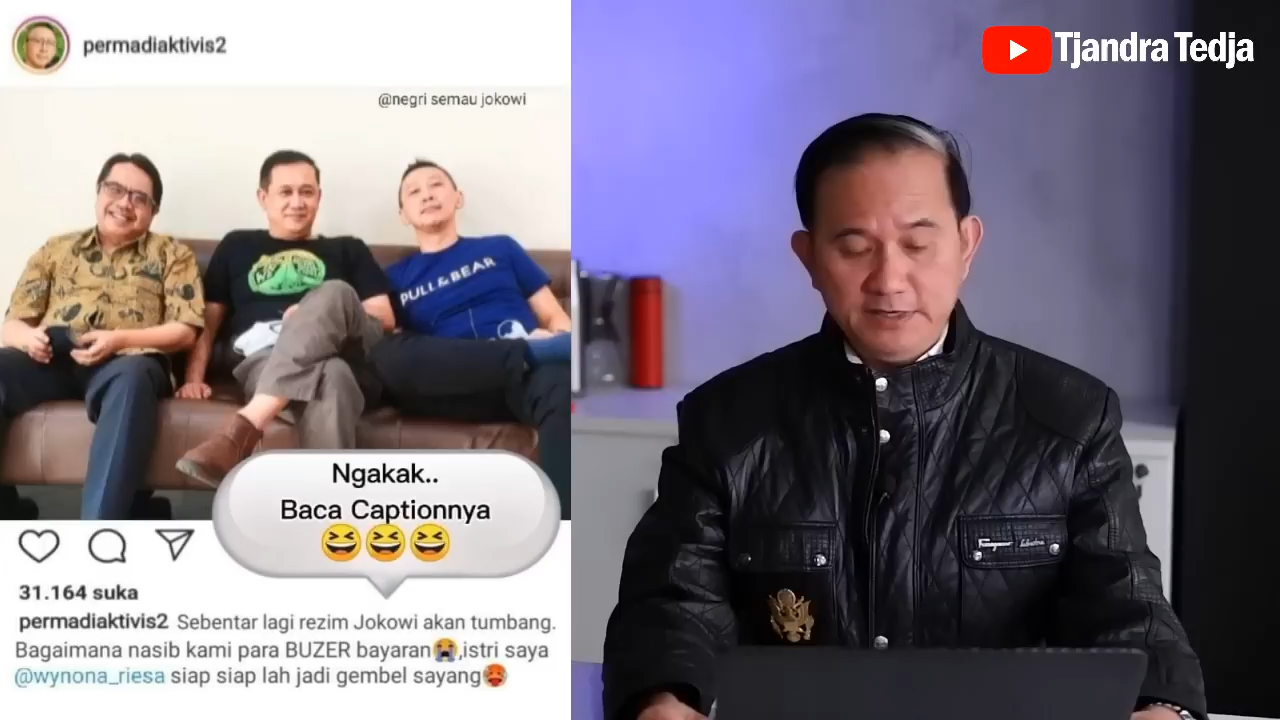 permadiaktivis2
@negri semau jokowi
PULL&BEAR
Ngakak..
Baca Captionnya
31.164 suka
permadiaktivis2 Sebentar lagi rezim Jokowi akan tumbang.
Bagaimana nasib kami para BUZER bayaran😭,istri saya
@wynona_riesa siap siap lah jadi gembel sayang🥵
Tjandra Tedja